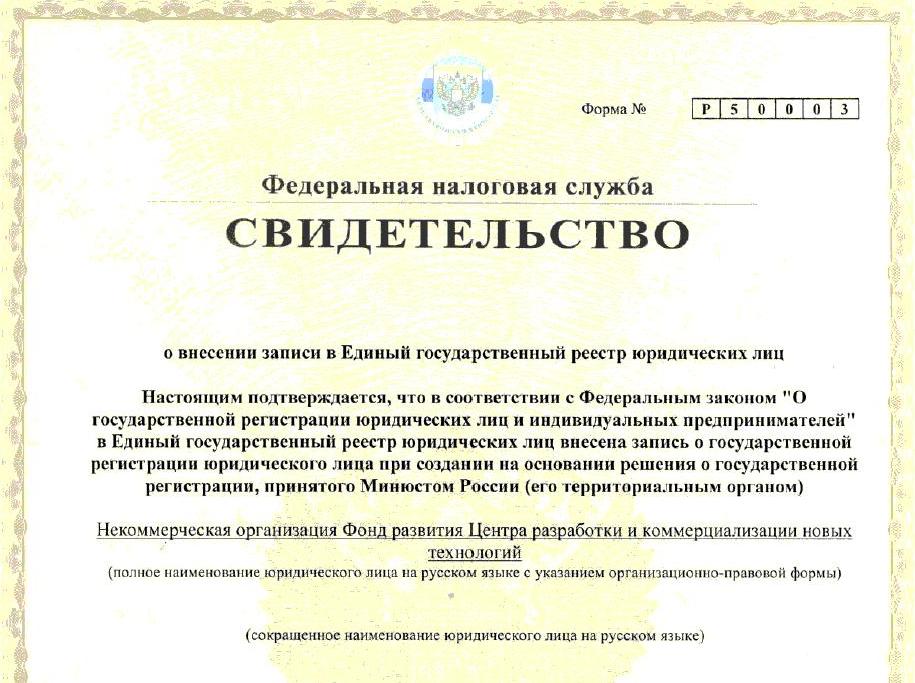 Форма № Р 5 0 0 0 3
Федеральная налоговая служба
СВИДЕТЕЛЬСТВО
о внесении записи в Единый государственный реестр юридических лиц
Настоящим подтверждается, что в соответствии с Федеральным законом "О
государственной регистрации юридических лиц и индивидуальных предпринимателей"
в Единый государственный реестр юридических лиц внесена запись о государственной
регистрации юридического лица при создании на основании решения о государственной
регистрации, принятого Минюстом России (его территориальным органом)
Некоммерческая организация Фонд развития Центра разработки и коммерциализации новых
технологий
(полное наименование юридического лица на русском языке с указанием организационно-правовой формы)
(сокращенное наименование юридического лица на русском языке)